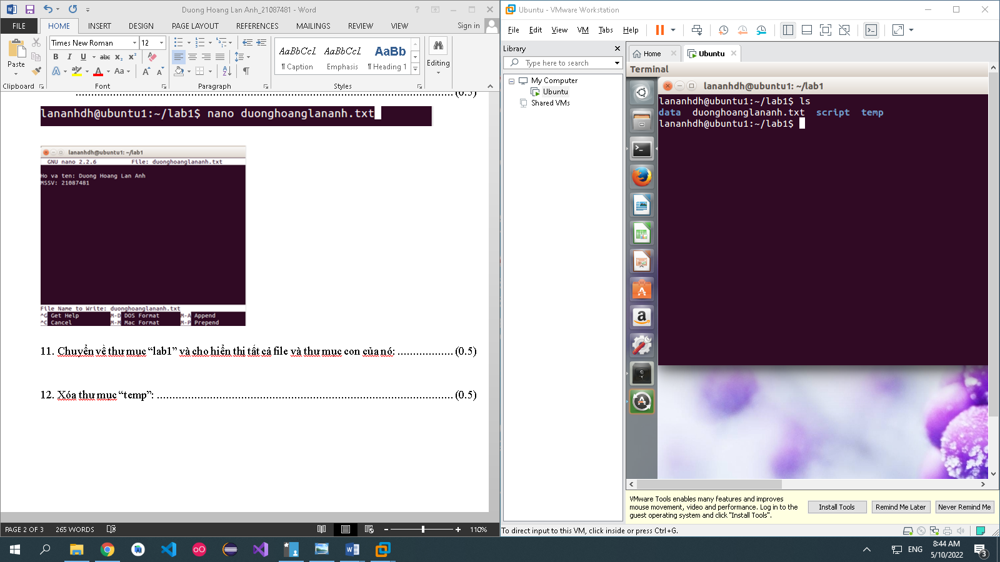 Duong Hoang Lan Anh_21087481 - Word
FILE HOME INSERT DESIGN PAGE LAYOUT REFERENCES MAILINGS REVIEW VIEW Sign in
Times New Roman 12
Paste
B I U abc x₂ x²
A ab A Aa A A
AaBbCcL AaBbCcL AaBb
¶ Caption Emphasis ¶ Heading 1
Editing
Clipboard Font Paragraph Styles
(0.5)
lananhdh@ubuntu1:~/lab1$ nano duonghoanglananh.txt
lananhdh@ubuntu1: ~/lab1
GNU nano 2.2.6 File: duonghoanglananh.txt
Ho va ten: Duong Hoang Lan Anh
MSSV: 21087481
File Name to Write: duonghoanglananh.txt
^G Get Help M-D DOS Format M-A Append
^C Cancel M-M Mac Format M-P Prepend
11. Chuyển về thư mục “lab1” và cho hiển thị tất cả file và thư mục con của nó: .................. (0.5)
12. Xóa thư mục “temp”: ................................................................................ (0.5)
PAGE 2 OF 3 265 WORDS 110%
Ubuntu - VMware Workstation
File Edit View VM Tabs Help
Library
Type here to search
My Computer
Ubuntu
Shared VMs
Home Ubuntu
Terminal
lananhdh@ubuntu1: ~/lab1
lananhdh@ubuntu1:~/lab1$ ls
data duonghoanglananh.txt script temp
lananhdh@ubuntu1:~/lab1$
VMware Tools enables many features and improves
mouse movement, video and performance. Log in to the
guest operating system and click "Install Tools".
Install Tools Remind Me Later Never Remind Me
To direct input to this VM, click inside or press Ctrl+G.
ENG
8:44 AM
5/10/2022
3